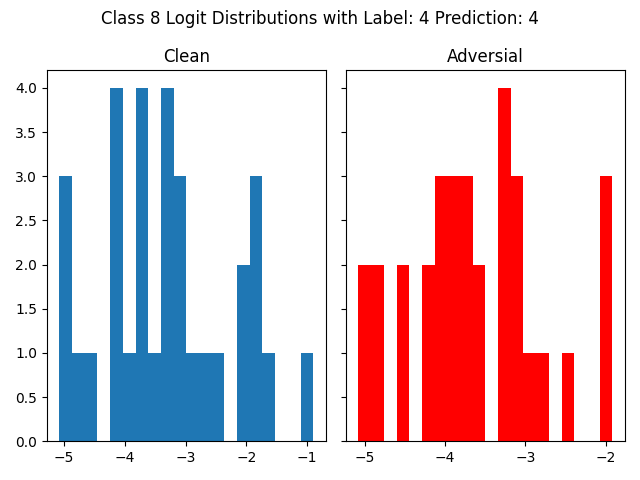 Class 8 Logit Distributions with Label: 4 Prediction: 4
Clean
Adversial
4.0
3.5
3.0
2.5
2.0
1.5
1.0
0.5
0.0
−5 −4 −3 −2 −1
−5 −4 −3 −2